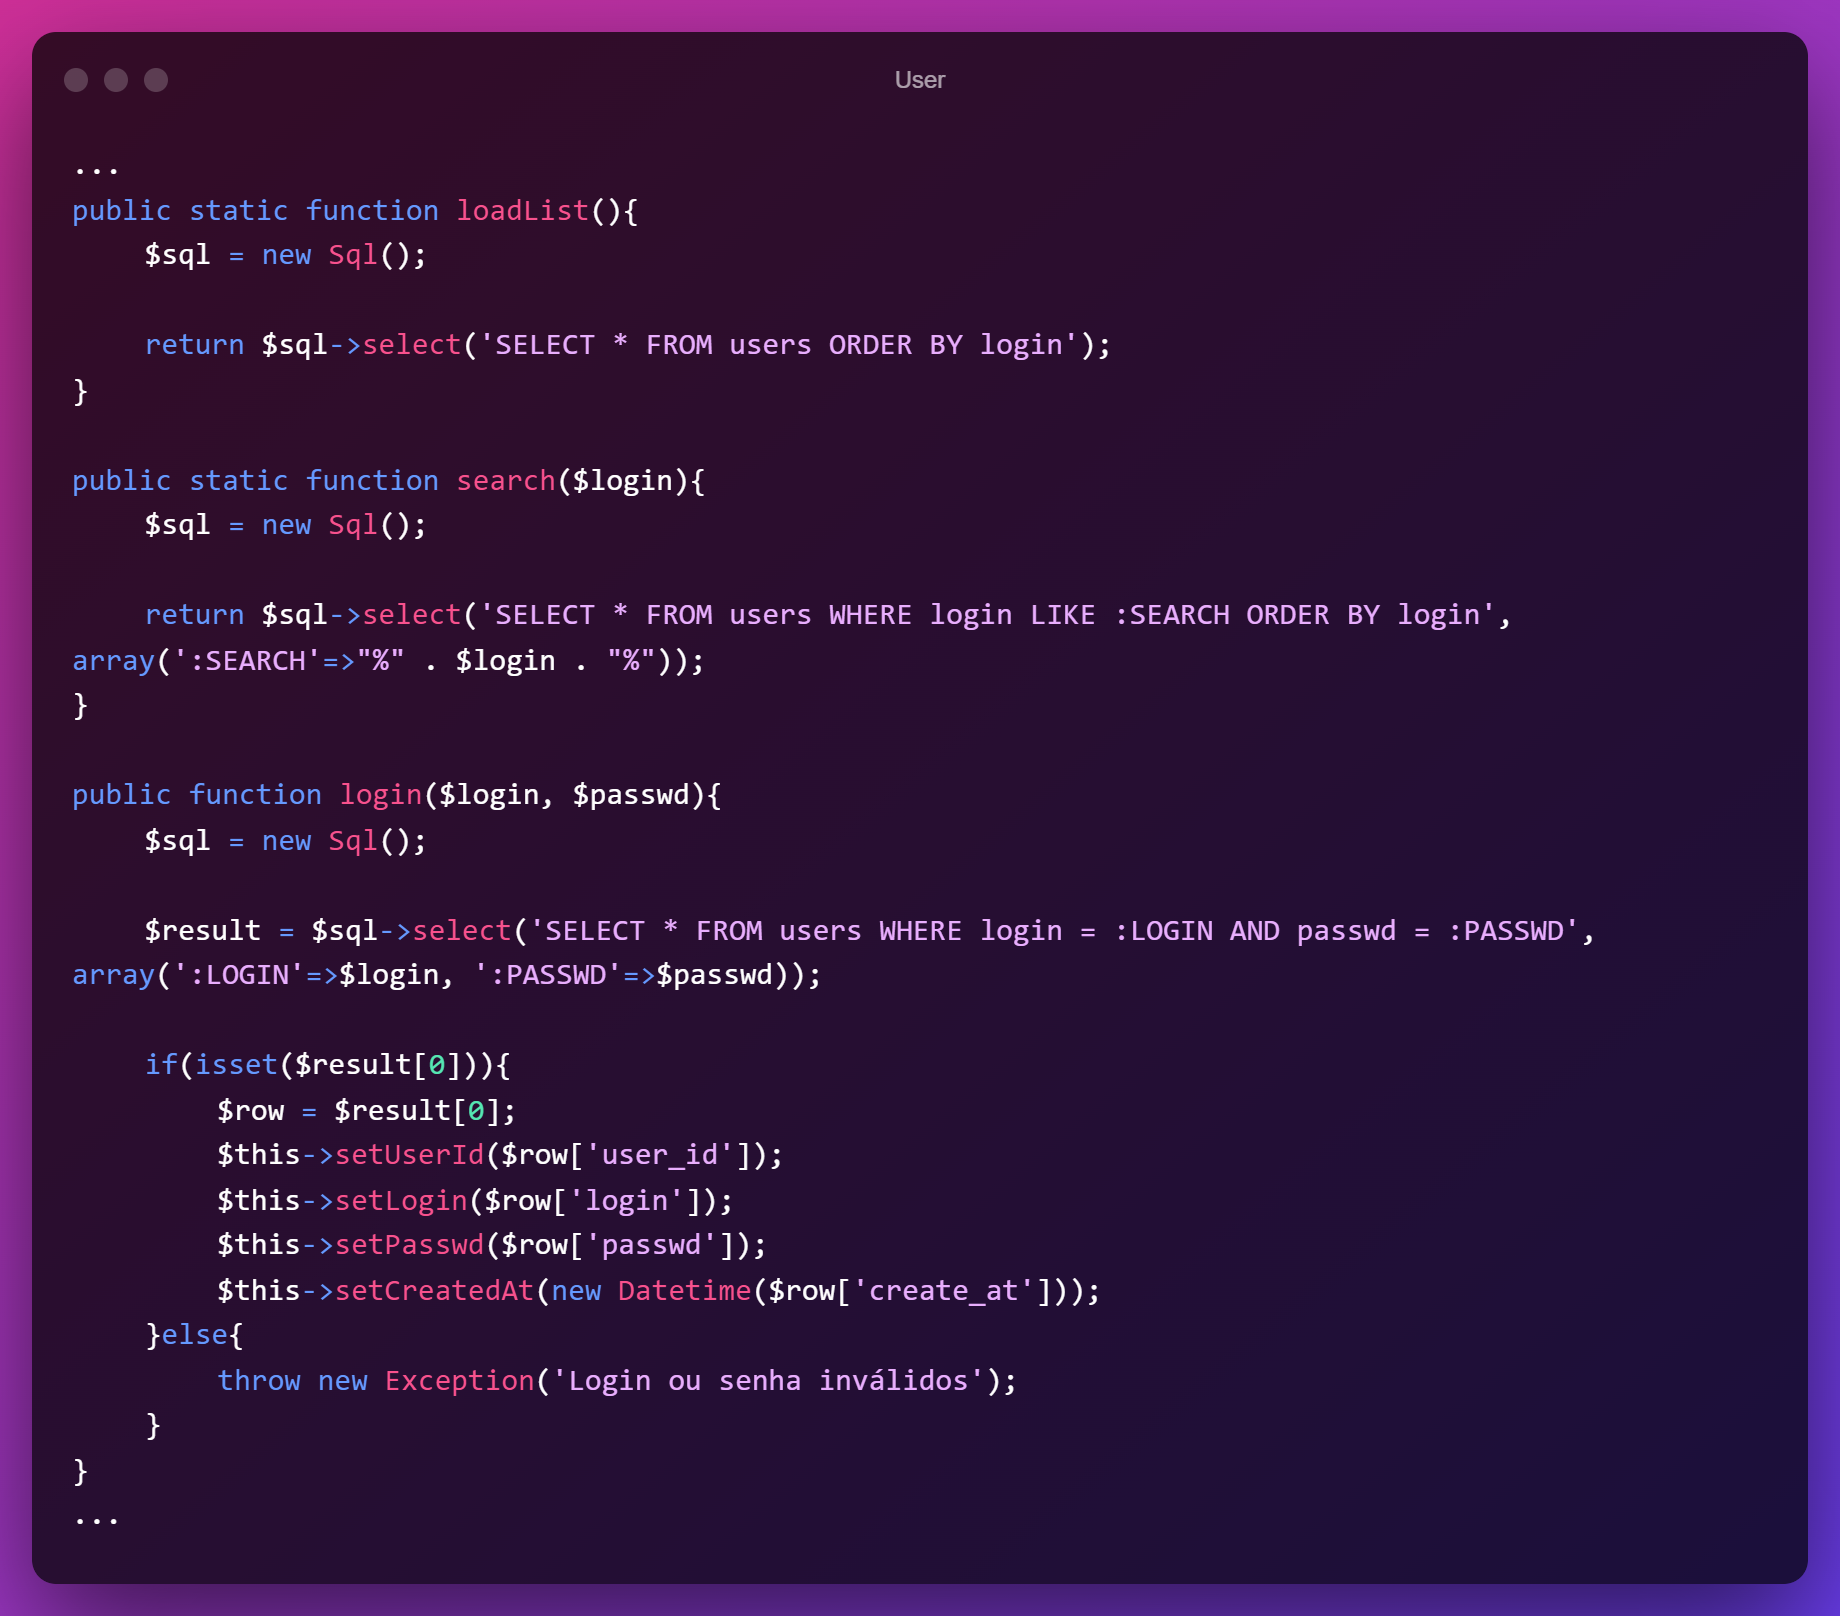 User
...
public static function loadList(){
    $sql = new Sql();

    return $sql->select('SELECT * FROM users ORDER BY login');
}

public static function search($login){
    $sql = new Sql();

    return $sql->select('SELECT * FROM users WHERE login LIKE :SEARCH ORDER BY login',
array(':SEARCH'=>"%" . $login . "%"));
}

public function login($login, $passwd){
    $sql = new Sql();

    $result = $sql->select('SELECT * FROM users WHERE login = :LOGIN AND passwd = :PASSWD',
array(':LOGIN'=>$login, ':PASSWD'=>$passwd));

    if(isset($result[0])){
        $row = $result[0];
        $this->setUserId($row['user_id']);
        $this->setLogin($row['login']);
        $this->setPasswd($row['passwd']);
        $this->setCreatedAt(new Datetime($row['create_at']));
    }else{
        throw new Exception('Login ou senha inválidos');
    }
}
...